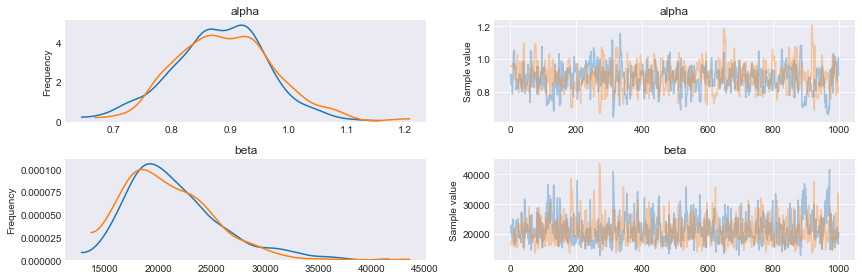 alpha
Frequency
4
2
0
0.7 0.8 0.9 1.0 1.1 1.2
alpha
Sample value
1.2
1.0
0.8
0 200 400 600 800 1000
beta
Frequency
0.000100
0.000075
0.000050
0.000025
0.000000
15000 20000 25000 30000 35000 40000 45000
beta
Sample value
40000
30000
20000
0 200 400 600 800 1000